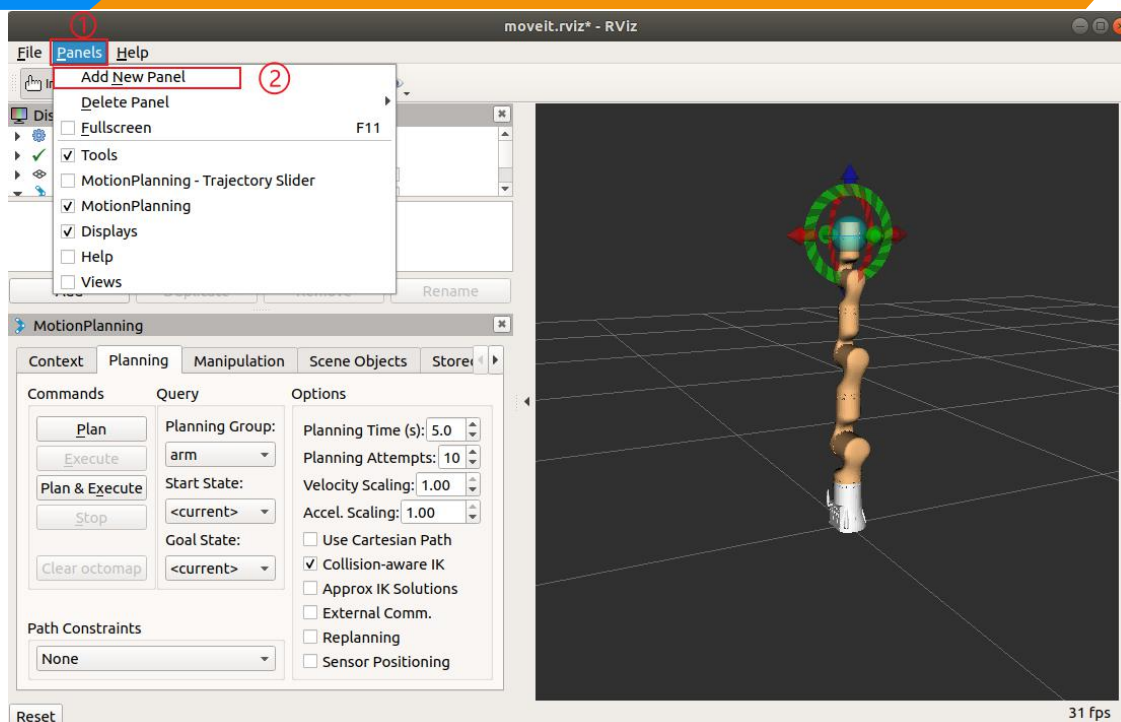 ①
moveit.rviz* - RViz
File Panels Help
Add New Panel
②
Delete Panel
Fullscreen F11
Tools
MotionPlanning - Trajectory Slider
MotionPlanning
Displays
Help
Views
Rename
MotionPlanning
Context Planning Manipulation Scene Objects
Commands Query Options
Plan
Execute
Plan & Execute
Stop
Clear octomap
Planning Group:
arm
Start State:
<current>
Goal State:
<current>
Planning Time (s): 5.0
Planning Attempts: 10
Velocity Scaling: 1.00
Accel. Scaling: 1.00
Use Cartesian Path
Collision-aware IK
Approx IK Solutions
External Comm.
Replanning
Sensor Positioning
Path Constraints
None
Reset
31 fps